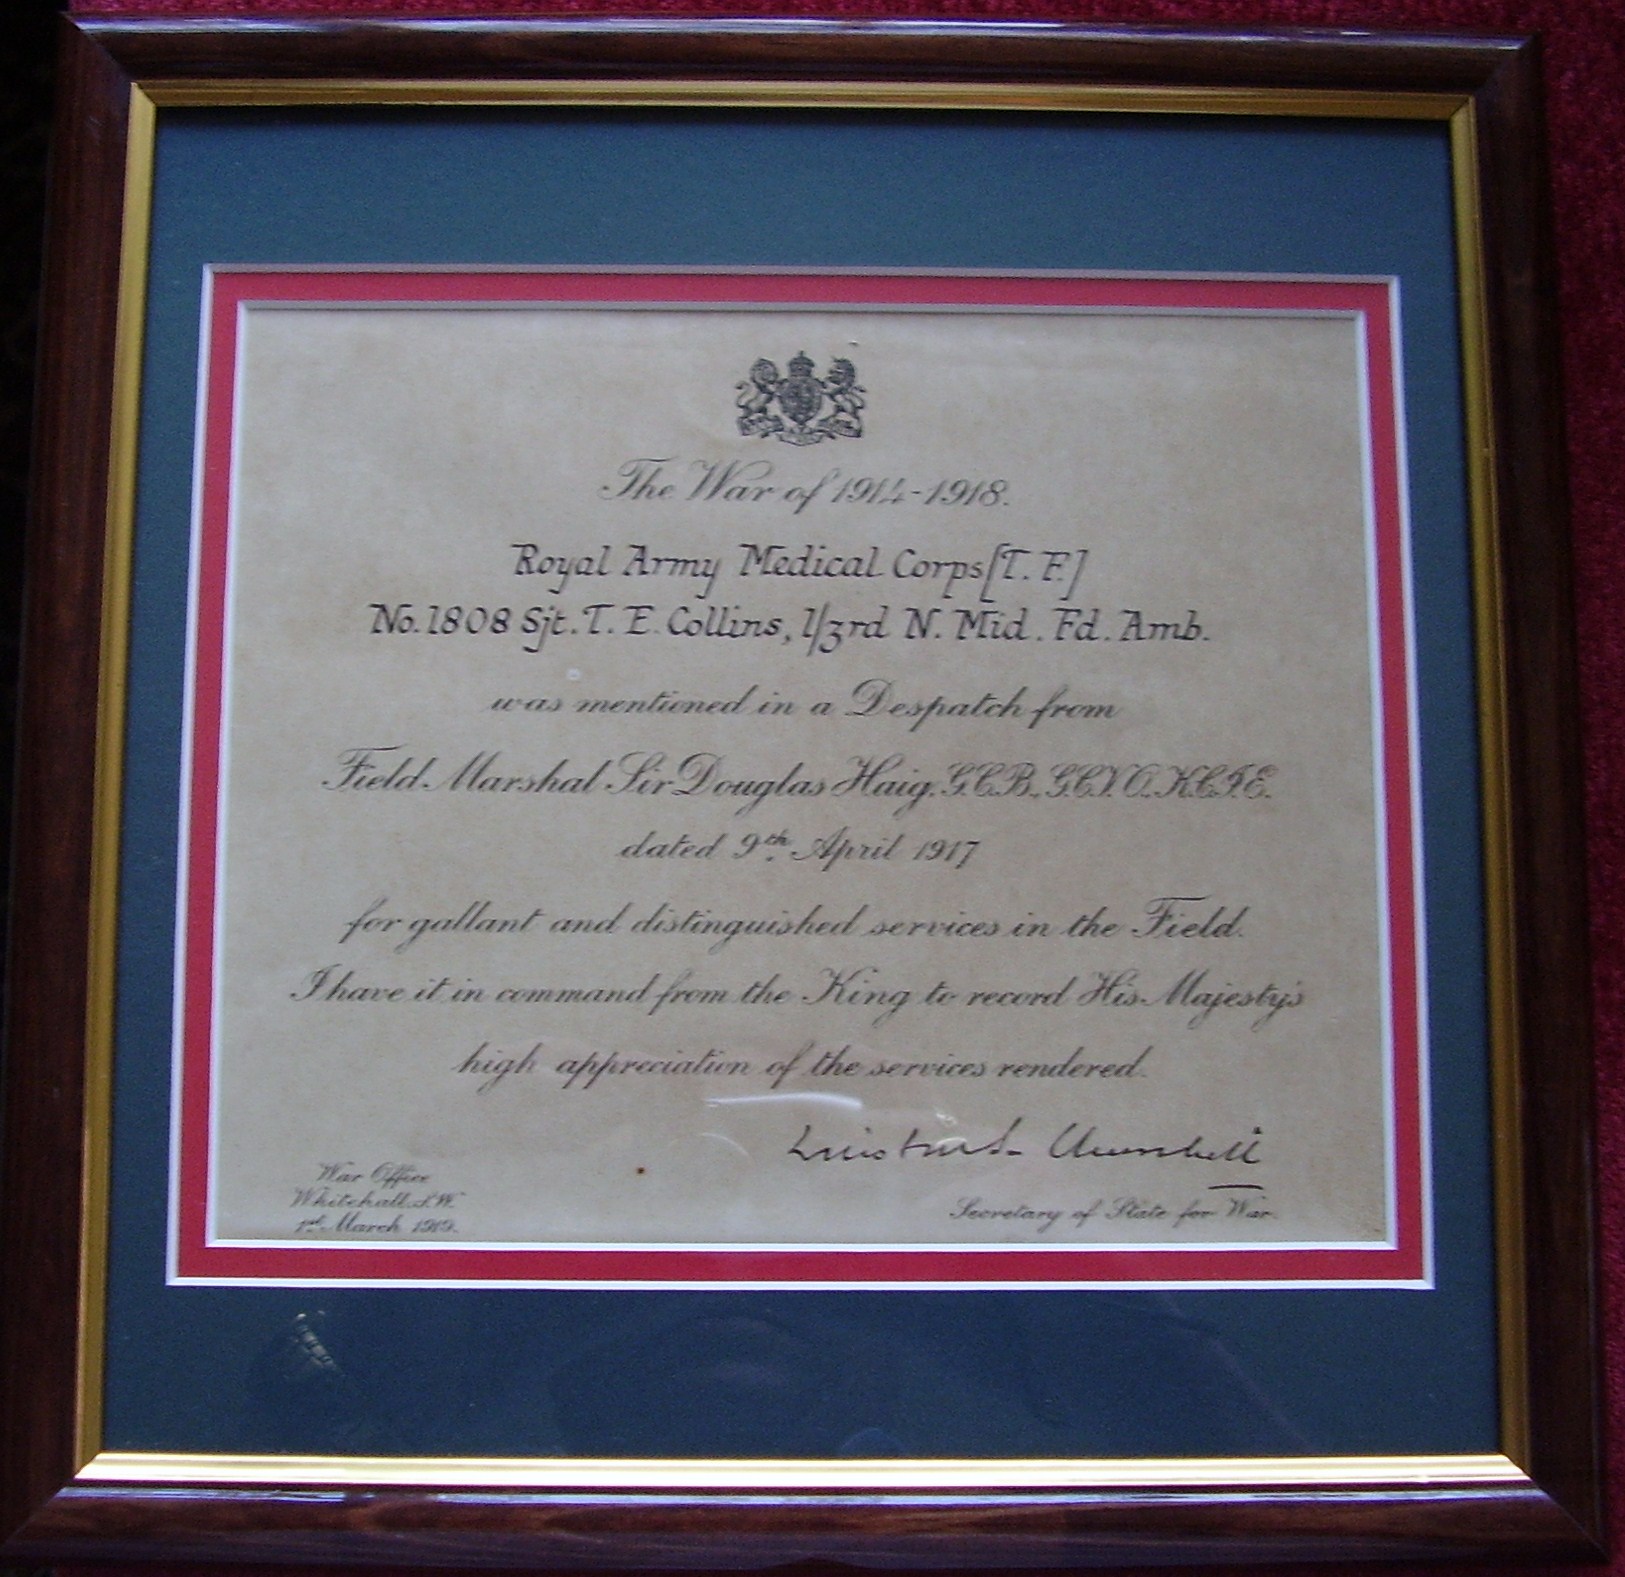 The War of 1914-1918.
Royal Army Medical Corps [T. F.]
No. 1808 Sjt. T. E. Collins, 1/3rd N. Mid. Fd. Amb.
was mentioned in a Despatch from
Field Marshal Sir Douglas Haig. G.C.B., G.C.V.O., K.C.I.E.
dated 9th April 1917
for gallant and distinguished services in the Field.
I have it in command from the King to record His Majesty's
high appreciation of the services rendered.
Winston S. Churchill
Secretary of State for War.
War Office
Whitehall, S.W.
1st March 1919.